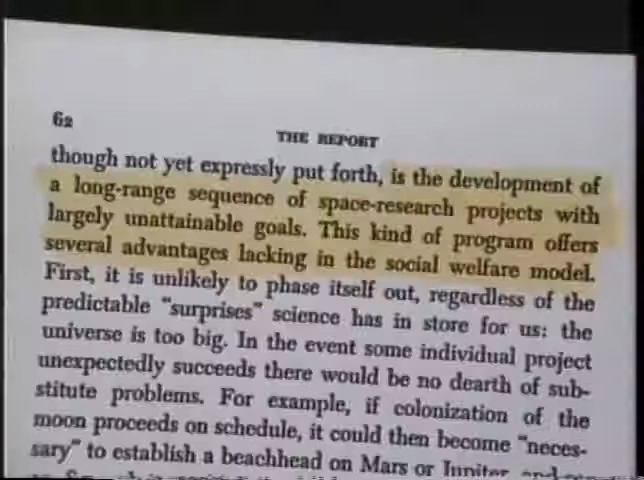 62
THE REPORT
though not yet expressly put forth, is the development of
a long-range sequence of space-research projects with
largely unattainable goals. This kind of program offers
several advantages lacking in the social welfare model.
First, it is unlikely to phase itself out, regardless of the
predictable "surprises" science has in store for us: the
universe is too big. In the event some individual project
unexpectedly succeeds there would be no dearth of sub-
stitute problems. For example, if colonization of the
moon proceeds on schedule, it could then become "neces-
sary" to establish a beachhead on Mars or Jupiter and